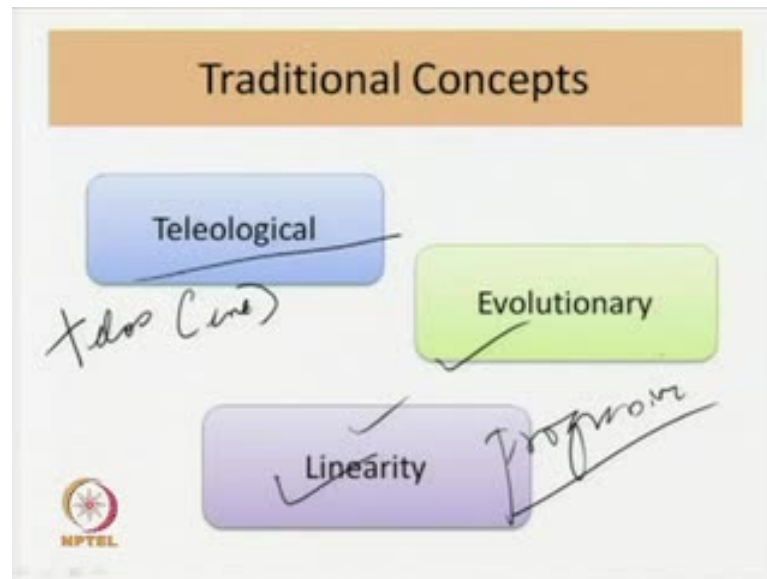 Traditional Concepts
Teleological
Telos (end)
Evolutionary
Linearity
Progressive
NPTEL